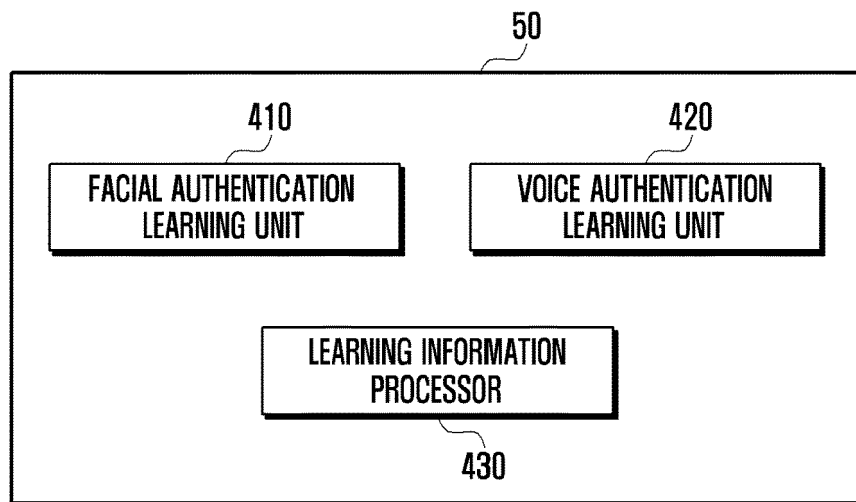 50
410
420
FACIAL AUTHENTICATION
LEARNING UNIT
VOICE AUTHENTICATION
LEARNING UNIT
LEARNING INFORMATION
PROCESSOR
430